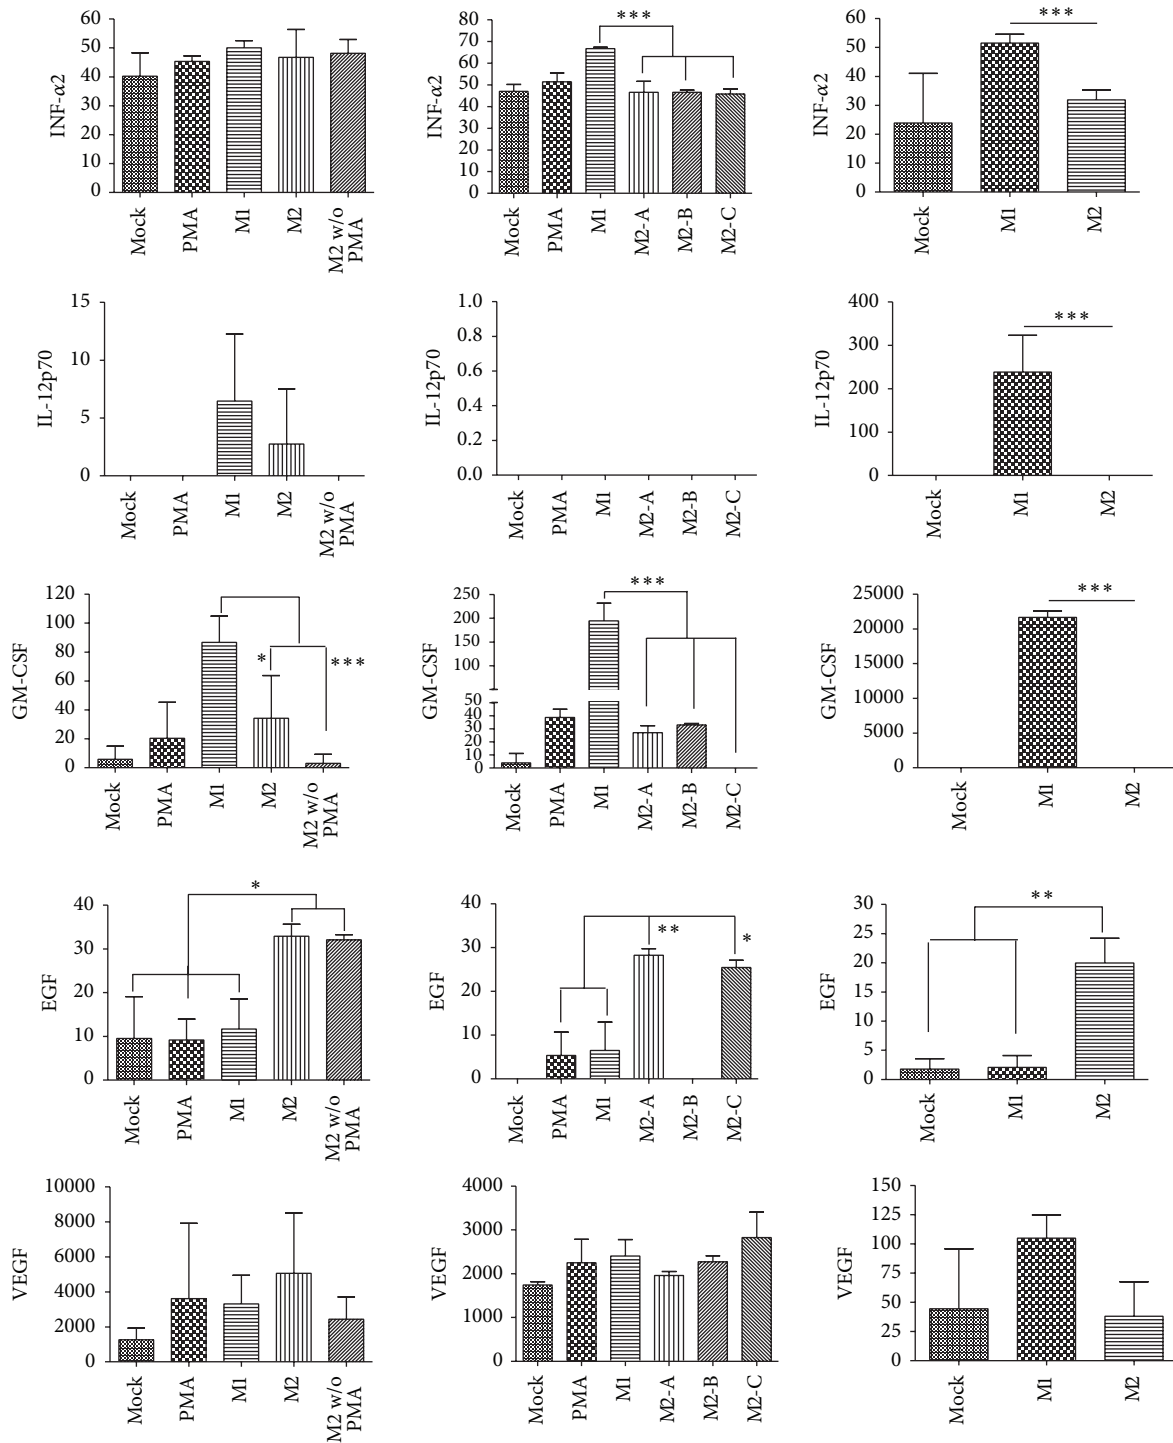 INF-α2
60
50
40
30
20
10
0
Mock
PMA
M1
M2
M2 w/o
PMA
INF-α2
80
70
60
50
40
30
20
10
0
***
Mock
PMA
M1
M2-A
M2-B
M2-C
INF-α2
60
50
40
30
20
10
0
***
Mock
M1
M2
IL-12p70
15
10
5
0
Mock
PMA
M1
M2
M2 w/o
PMA
IL-12p70
1.0
0.8
0.6
0.4
0.2
0.0
Mock
PMA
M1
M2-A
M2-B
M2-C
IL-12p70
400
300
200
100
0
***
Mock
M1
M2
GM-CSF
120
100
80
60
40
20
0
*
***
Mock
PMA
M1
M2
M2 w/o
PMA
GM-CSF
250
200
150
100
50
40
30
20
10
0
***
Mock
PMA
M1
M2-A
M2-B
M2-C
GM-CSF
25000
20000
15000
10000
5000
0
***
Mock
M1
M2
EGF
40
30
20
10
0
*
Mock
PMA
M1
M2
M2 w/o
PMA
EGF
40
30
20
10
0
**
*
Mock
PMA
M1
M2-A
M2-B
M2-C
EGF
30
25
20
15
10
5
0
**
Mock
M1
M2
VEGF
10000
8000
6000
4000
2000
0
Mock
PMA
M1
M2
M2 w/o
PMA
VEGF
4000
3000
2000
1000
0
Mock
PMA
M1
M2-A
M2-B
M2-C
VEGF
150
125
100
75
50
25
0
Mock
M1
M2